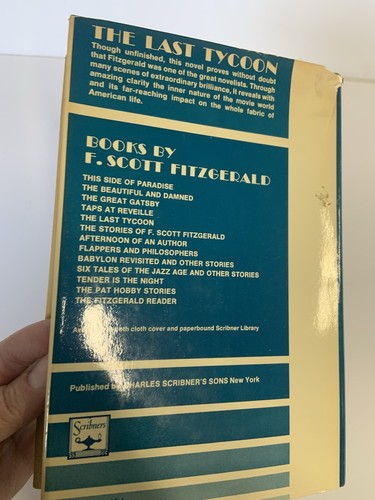 THE LAST TYCOON
Though unfinished, this novel proves without doubt
that Fitzgerald was one of the great novelists. Through
many scenes of extraordinary brilliance, it reveals with
amazing clarity the inner nature of the movie world
and its far-reaching impact on the whole fabric of
American life.
BOOKS BY
F. SCOTT FITZGERALD
THIS SIDE OF PARADISE
THE BEAUTIFUL AND DAMNED
THE GREAT GATSBY
TAPS AT REVEILLE
THE LAST TYCOON
THE STORIES OF F. SCOTT FITZGERALD
AFTERNOON OF AN AUTHOR
FLAPPERS AND PHILOSOPHERS
BABYLON REVISITED AND OTHER STORIES
SIX TALES OF THE JAZZ AGE AND OTHER STORIES
TENDER IS THE NIGHT
THE PAT HOBBY STORIES
THE FITZGERALD READER
cloth cover and paperbound Scribner Library
Published by CHARLES SCRIBNER'S SONS New York
Scribners